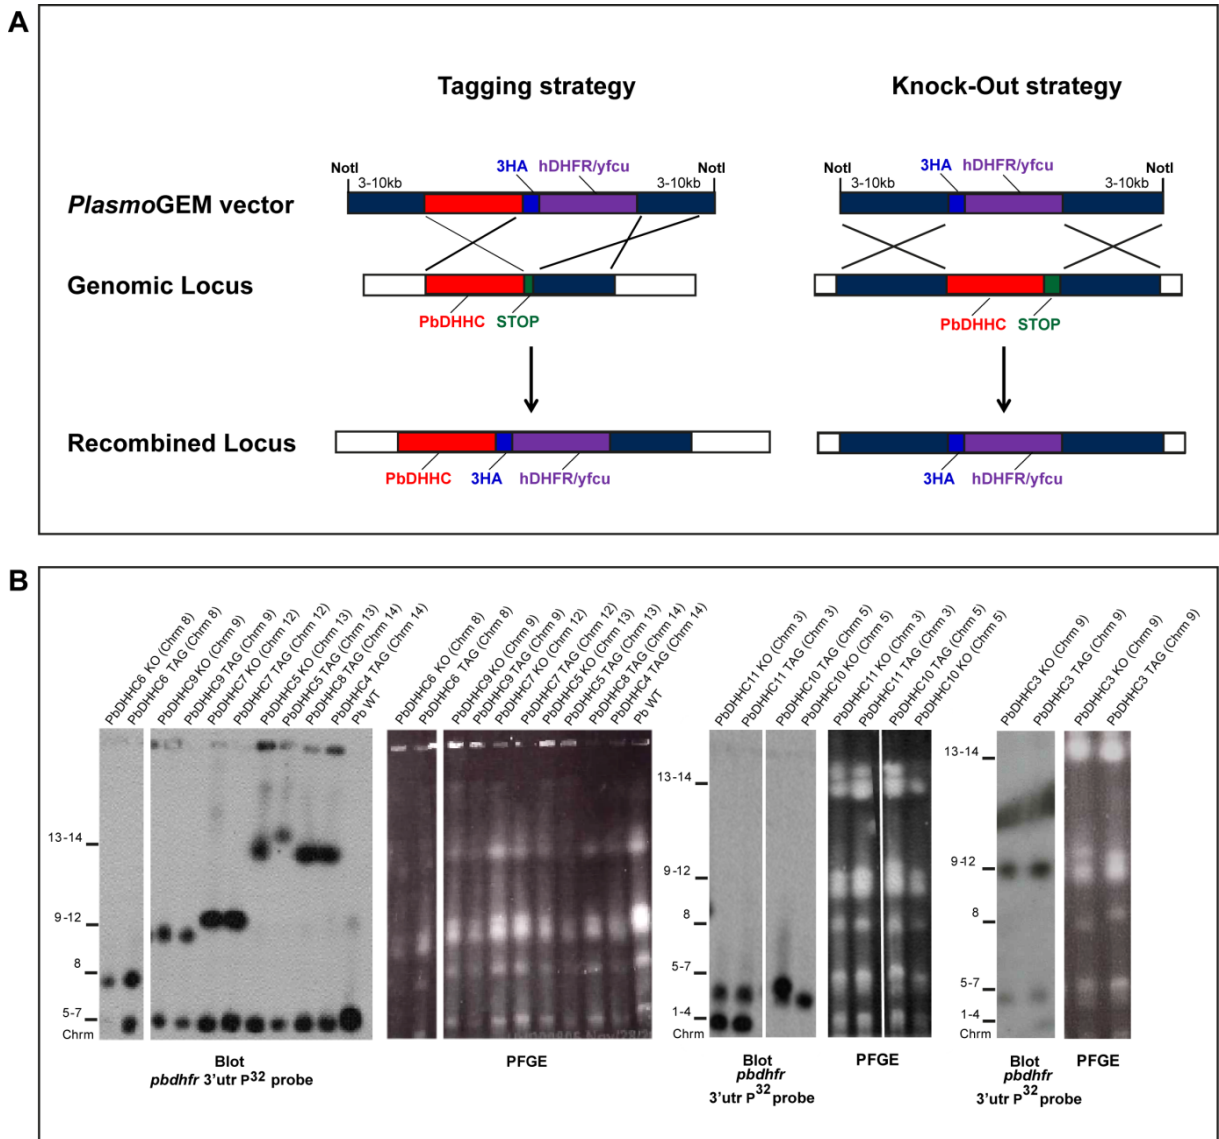 A
Tagging strategy
Knock-Out strategy
NotI
3-10kb
3HA
hDHFR/yfcu
3-10kb
NotI
NotI
3-10kb
3HA
hDHFR/yfcu
3-10kb
NotI
PlasmoGEM vector
Genomic Locus
PbDHHC
STOP
PbDHHC
STOP
Recombined Locus
PbDHHC
3HA
hDHFR/yfcu
3HA
hDHFR/yfcu
B
PbDHHC6 KO (Chrm 8)
PbDHHC6 TAG (Chrm 8)
PbDHHC9 KO (Chrm 9)
PbDHHC9 TAG (Chrm 9)
PbDHHC7 KO (Chrm 12)
PbDHHC7 TAG (Chrm 12)
PbDHHC5 KO (Chrm 13)
PbDHHC5 TAG (Chrm 13)
PbDHHC8 TAG (Chrm 14)
PbDHHC4 TAG (Chrm 14)
Pb WT
PbDHHC6 KO (Chrm 8)
PbDHHC6 TAG (Chrm 8)
PbDHHC9 KO (Chrm 9)
PbDHHC9 TAG (Chrm 9)
PbDHHC7 KO (Chrm 12)
PbDHHC7 TAG (Chrm 12)
PbDHHC5 KO (Chrm 13)
PbDHHC5 TAG (Chrm 13)
PbDHHC8 TAG (Chrm 14)
PbDHHC4 TAG (Chrm 14)
Pb WT
PbDHHC11 KO (Chrm 3)
PbDHHC11 TAG (Chrm 3)
PbDHHC10 TAG (Chrm 5)
PbDHHC10 KO (Chrm 5)
PbDHHC11 KO (Chrm 3)
PbDHHC11 TAG (Chrm 3)
PbDHHC10 TAG (Chrm 5)
PbDHHC10 KO (Chrm 5)
PbDHHC3 KO (Chrm 9)
PbDHHC3 TAG (Chrm 9)
PbDHHC3 KO (Chrm 9)
PbDHHC3 TAG (Chrm 9)
13-14
9-12
8
5-7
Chrm
13-14
9-12
8
5-7
1-4
Chrm
13-14
9-12
8
5-7
1-4
Chrm
Blot
pbdhfr 3'utr P32 probe
PFGE
Blot
pbdhfr
3'utr P32 probe
PFGE
Blot
pbdhfr
3'utr P32 probe
PFGE